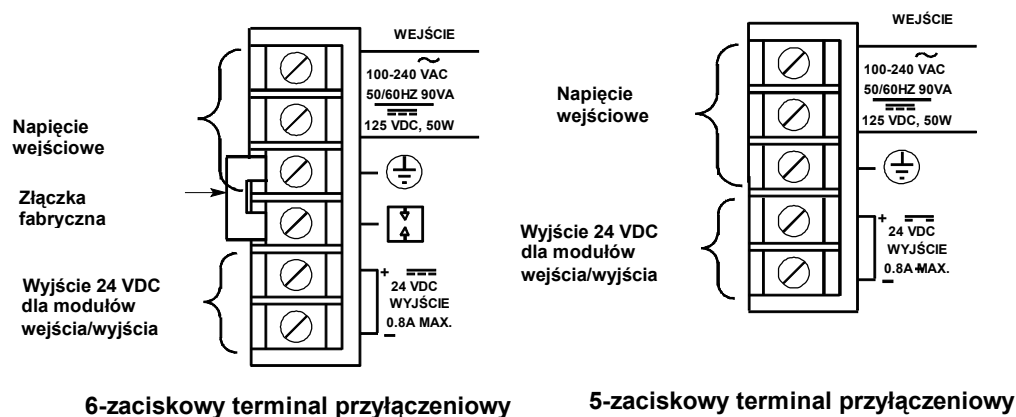 WEJŚCIE
100-240 VAC
50/60HZ 90VA
125 VDC, 50W
Napięcie
wejściowe
Złączka
fabryczna
Wyjście 24 VDC
dla modułów
wejścia/wyjścia
+
24 VDC
WYJŚCIE
0.8A MAX.
–
6-zaciskowy terminal przyłączeniowy
WEJŚCIE
100-240 VAC
50/60HZ 90VA
125 VDC, 50W
Napięcie
wejściowe
Wyjście 24 VDC
dla modułów
wejścia/wyjścia
+
24 VDC
WYJŚCIE
0.8A MAX.
–
5-zaciskowy terminal przyłączeniowy